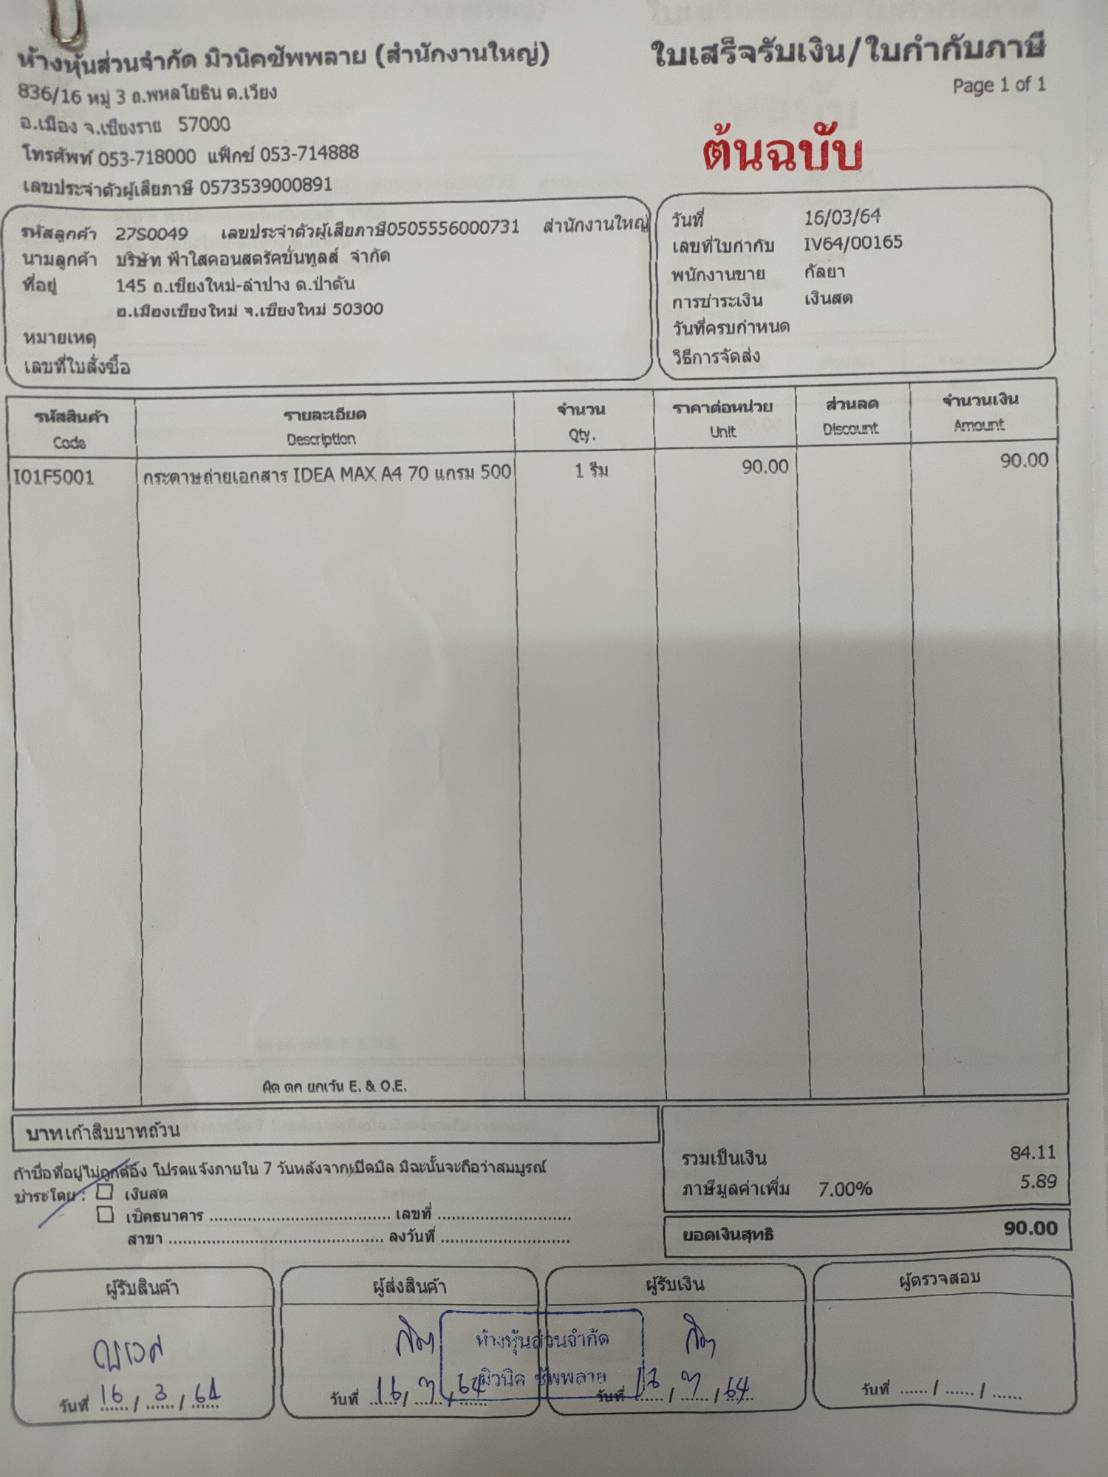 ห้างหุ้นส่วนจำกัด มิวนิคซัพพลาย (สำนักงานใหญ่)
836/16 หมู่ 3 ถ.พหลโยธิน ต.เวียง
อ.เมือง จ.เชียงราย 57000
โทรศัพท์ 053-718000 แฟ็กซ์ 053-714888
เลขประจำตัวผู้เสียภาษี 0573539000891
ใบเสร็จรับเงิน/ใบกำกับภาษี
Page 1 of 1
ต้นฉบับ
รหัสลูกค้า 27S0049 เลขประจำตัวผู้เสียภาษี0505556000731 สำนักงานใหญ่
นามลูกค้า บริษัท ฟ้าใสคอนสตรัคชั่นทูลส์ จำกัด
ที่อยู่ 145 ถ.เชียงใหม่-ลำปาง ต.ป่าตัน
อ.เมืองเชียงใหม่ จ.เชียงใหม่ 50300
หมายเหตุ
เลขที่ใบสั่งซื้อ
วันที่ 16/03/64
เลขที่ใบกำกับ IV64/00165
พนักงานขาย กัลยา
การชำระเงิน เงินสด
วันที่ครบกำหนด
วิธีการจัดส่ง
รหัสสินค้า รายละเอียด จำนวน ราคาต่อหน่วย ส่วนลด จำนวนเงิน
Code Description Qty. Unit Discount Amount
I01F5001 กระดาษถ่ายเอกสาร IDEA MAX A4 70 แกรม 500 1 รีม 90.00 90.00
ผิด ตก ยกเว้น E. & O.E.
บาทเก้าสิบบาทถ้วน
รวมเป็นเงิน 84.11
ภาษีมูลค่าเพิ่ม 7.00% 5.89
ยอดเงินสุทธิ 90.00
ถ้าชื่อที่อยู่ไม่ถูกต้อง โปรดแจ้งภายใน 7 วันหลังจากเปิดบิล มิฉะนั้นจะถือว่าสมบูรณ์
ชำระโดย : เงินสด
เช็คธนาคาร ........ เลขที่ ........
สาขา ........ ลงวันที่ ........
ผู้รับสินค้า ผู้ส่งสินค้า ผู้รับเงิน ผู้ตรวจสอบ
ห้างหุ้นส่วนจำกัด
มิวนิค ซัพพลาย
วันที่ 16 / 3 / 64 วันที่ 16 / 3 / 64 วันที่ / 3 / 64 วันที่ ...... / ...... / ......